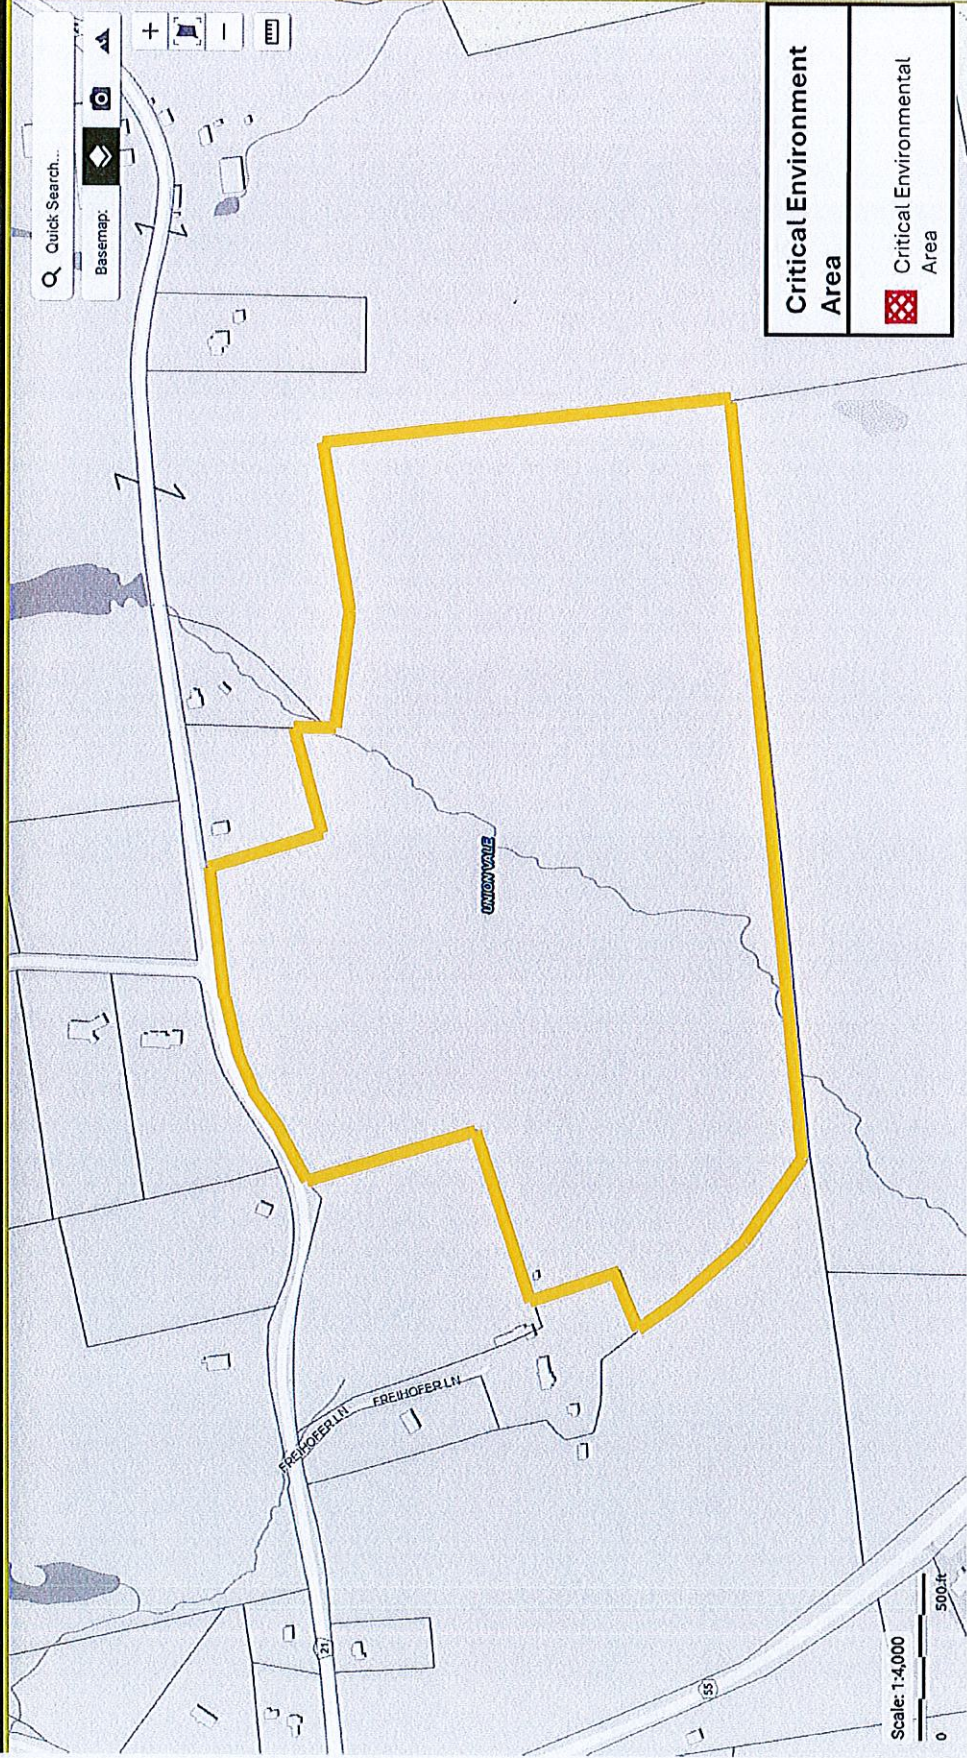 Quick Search...
Basemap:
Critical Environment
Area
Critical Environmental
Area
UNION VALE
FREIHOFER LN
FREIHOFER LN
21
55
Scale: 1:4,000
0
500 ft